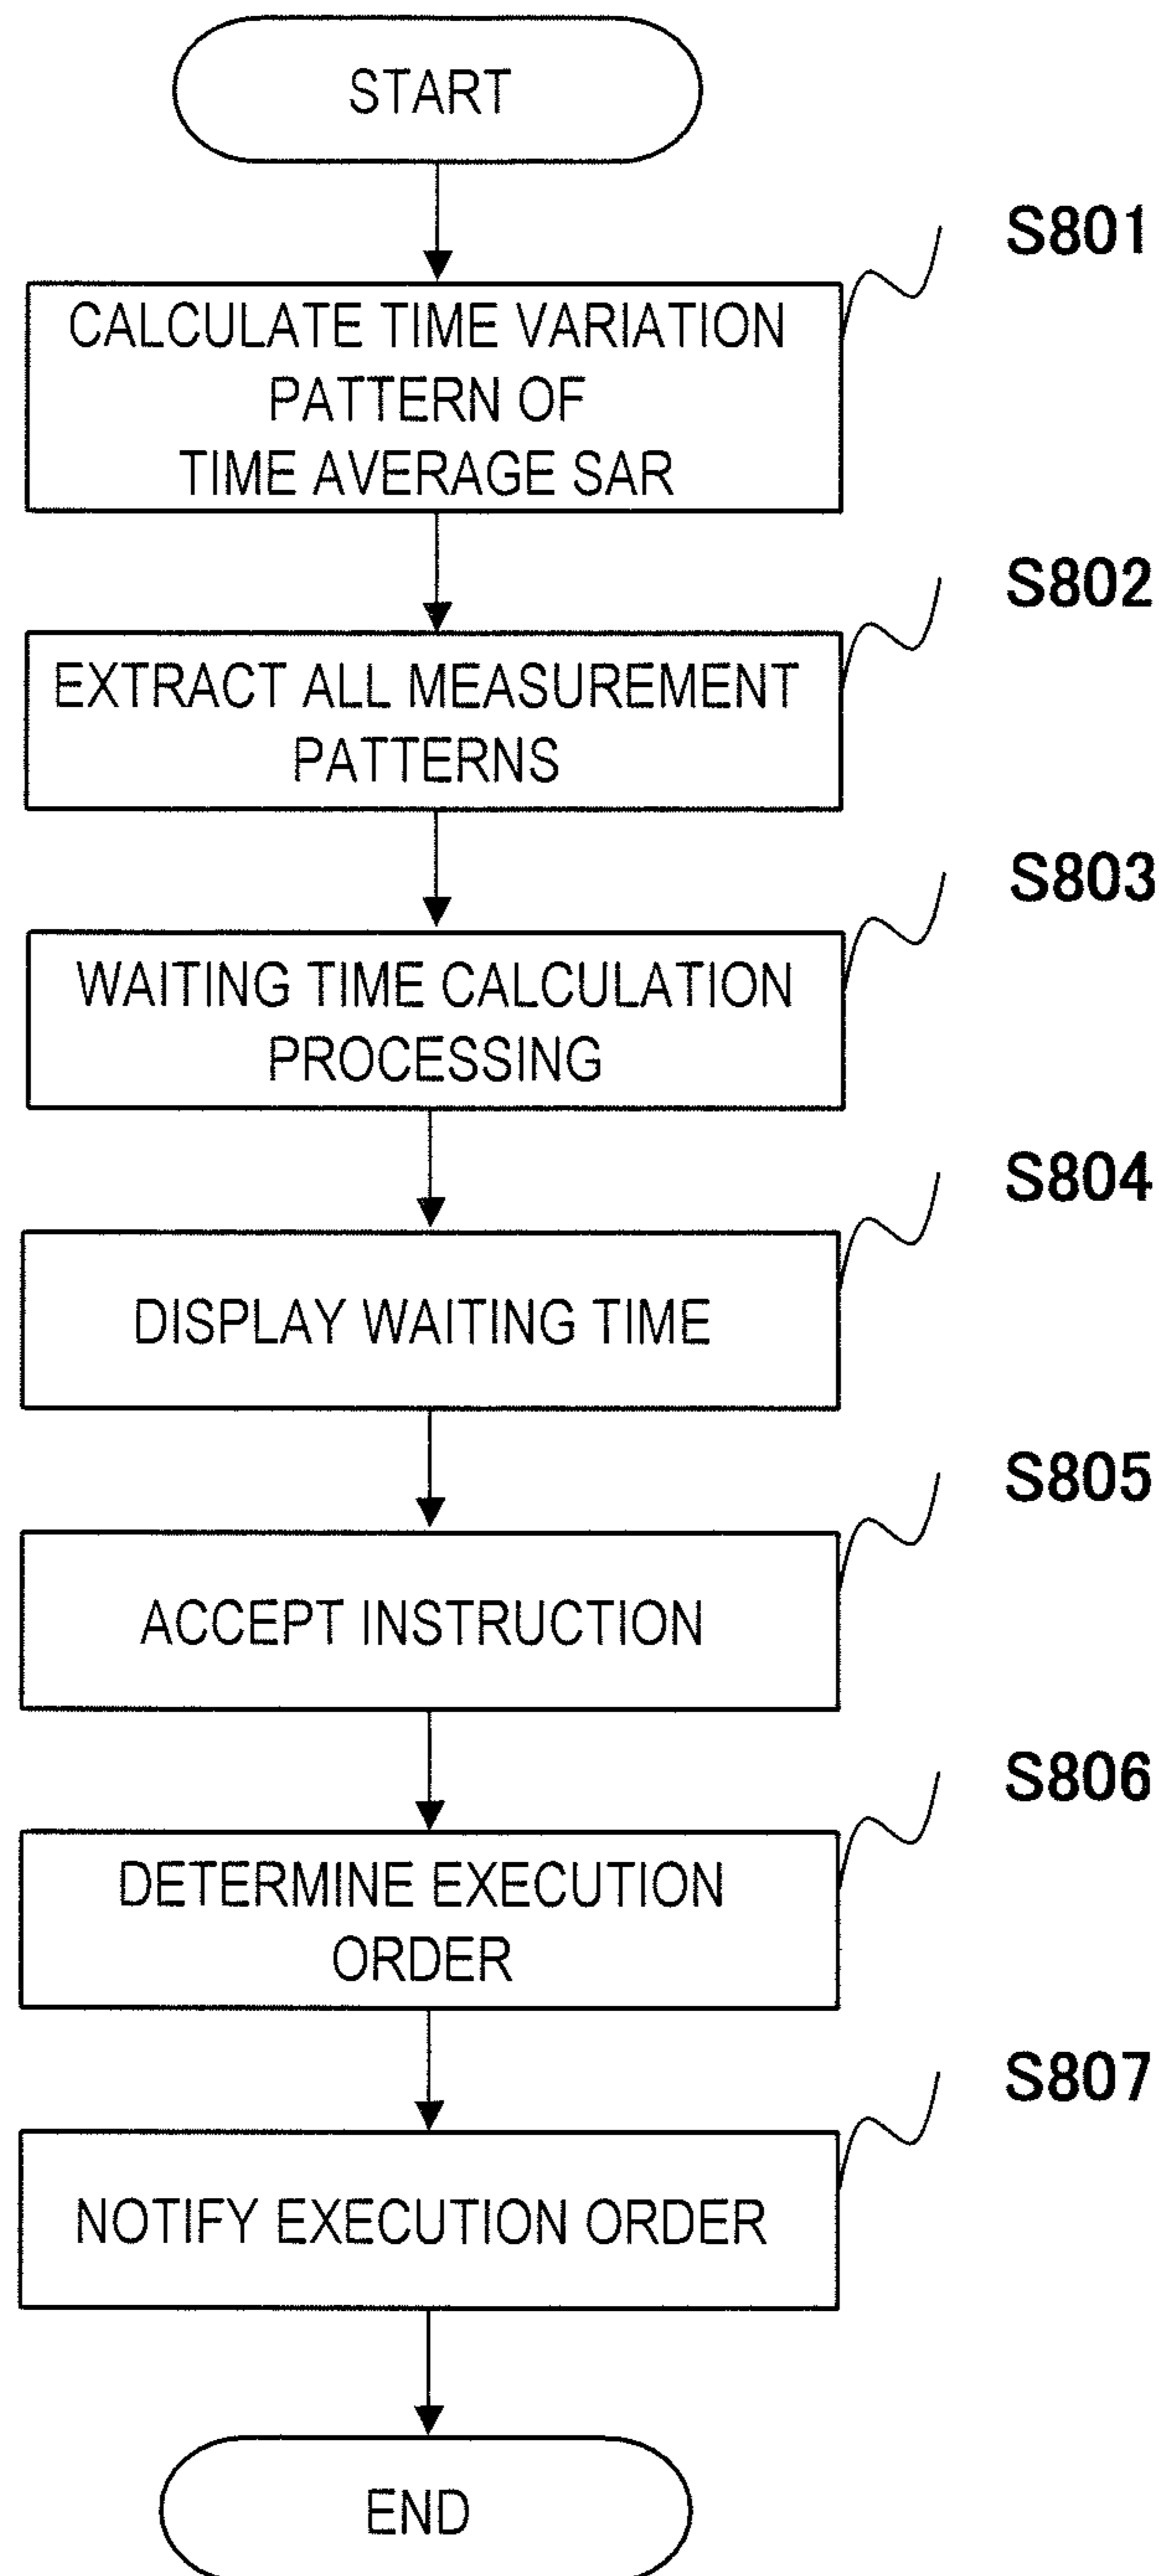 START
S801
CALCULATE TIME VARIATION
PATTERN OF
TIME AVERAGE SAR
S802
EXTRACT ALL MEASUREMENT
PATTERNS
S803
WAITING TIME CALCULATION
PROCESSING
S804
DISPLAY WAITING TIME
S805
ACCEPT INSTRUCTION
S806
DETERMINE EXECUTION
ORDER
S807
NOTIFY EXECUTION ORDER
END